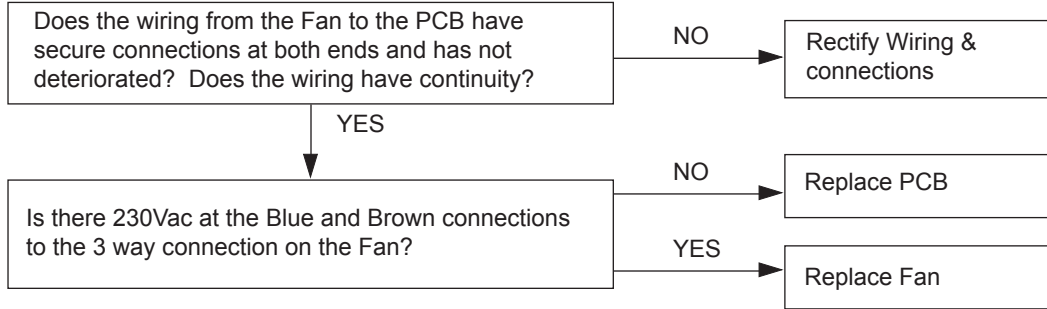 Does the wiring from the Fan to the PCB have
secure connections at both ends and has not
deteriorated?  Does the wiring have continuity?
NO
Rectify Wiring &
connections
YES
Is there 230Vac at the Blue and Brown connections
to the 3 way connection on the Fan?
NO
Replace PCB
YES
Replace Fan